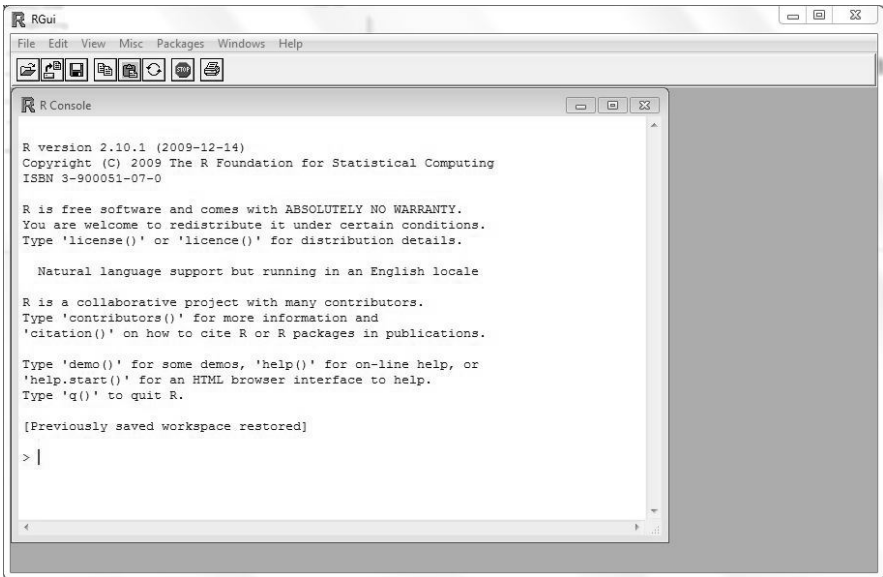 RGui
File Edit View Misc Packages Windows Help
STOP
R Console
R version 2.10.1 (2009-12-14)
Copyright (C) 2009 The R Foundation for Statistical Computing
ISBN 3-900051-07-0
R is free software and comes with ABSOLUTELY NO WARRANTY.
You are welcome to redistribute it under certain conditions.
Type 'license()' or 'licence()' for distribution details.
Natural language support but running in an English locale
R is a collaborative project with many contributors.
Type 'contributors()' for more information and
'citation()' on how to cite R or R packages in publications.
Type 'demo()' for some demos, 'help()' for on-line help, or
'help.start()' for an HTML browser interface to help.
Type 'q()' to quit R.
[Previously saved workspace restored]
>